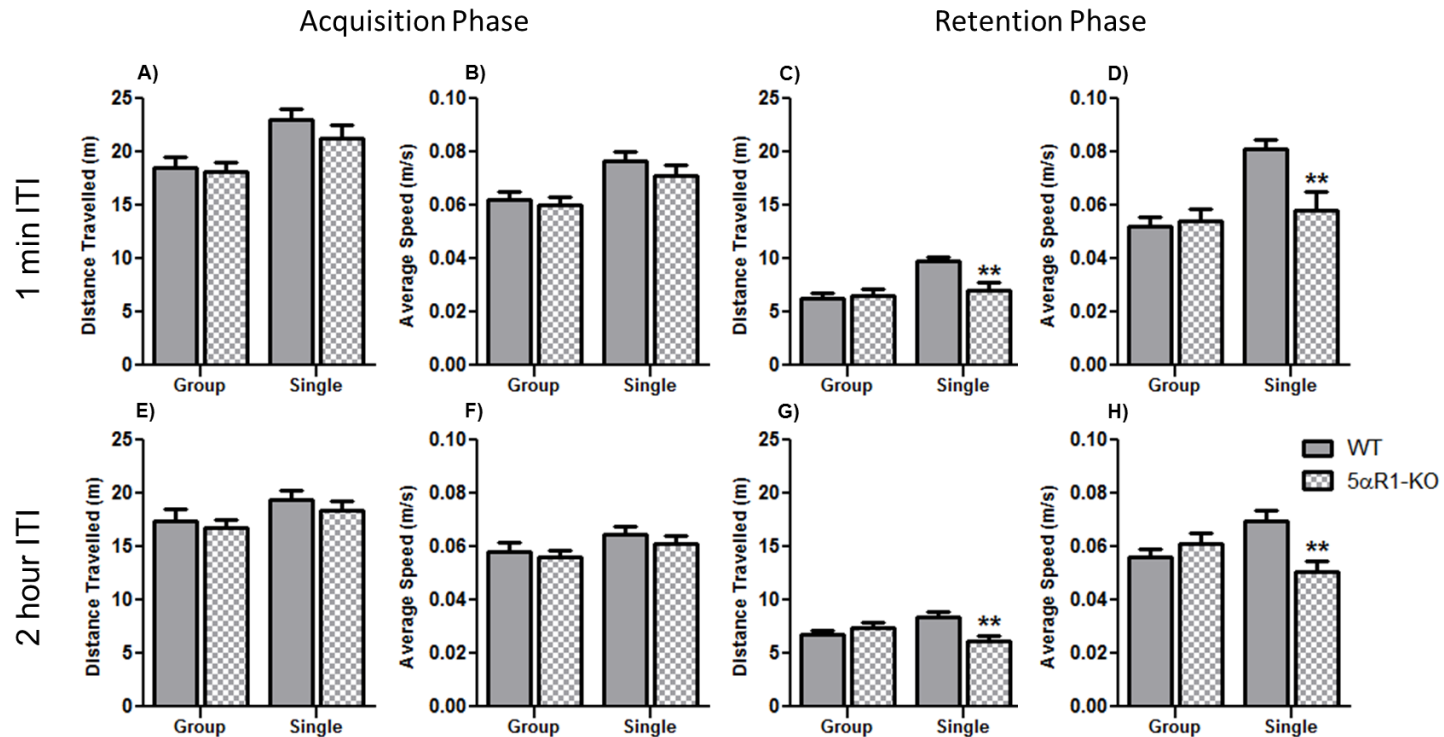 Acquisition Phase
Retention Phase
1 min ITI
A)
Distance Travelled (m)
25
20
15
10
5
0
Group
Single
B)
Average Speed (m/s)
0.10
0.08
0.06
0.04
0.02
0.00
Group
Single
C)
Distance Travelled (m)
25
20
15
10
5
0
**
Group
Single
D)
Average Speed (m/s)
0.10
0.08
0.06
0.04
0.02
0.00
**
Group
Single
2 hour ITI
E)
Distance Travelled (m)
25
20
15
10
5
0
Group
Single
F)
Average Speed (m/s)
0.10
0.08
0.06
0.04
0.02
0.00
Group
Single
G)
Distance Travelled (m)
25
20
15
10
5
0
**
Group
Single
H)
Average Speed (m/s)
0.10
0.08
0.06
0.04
0.02
0.00
**
Group
Single
WT
5αR1-KO